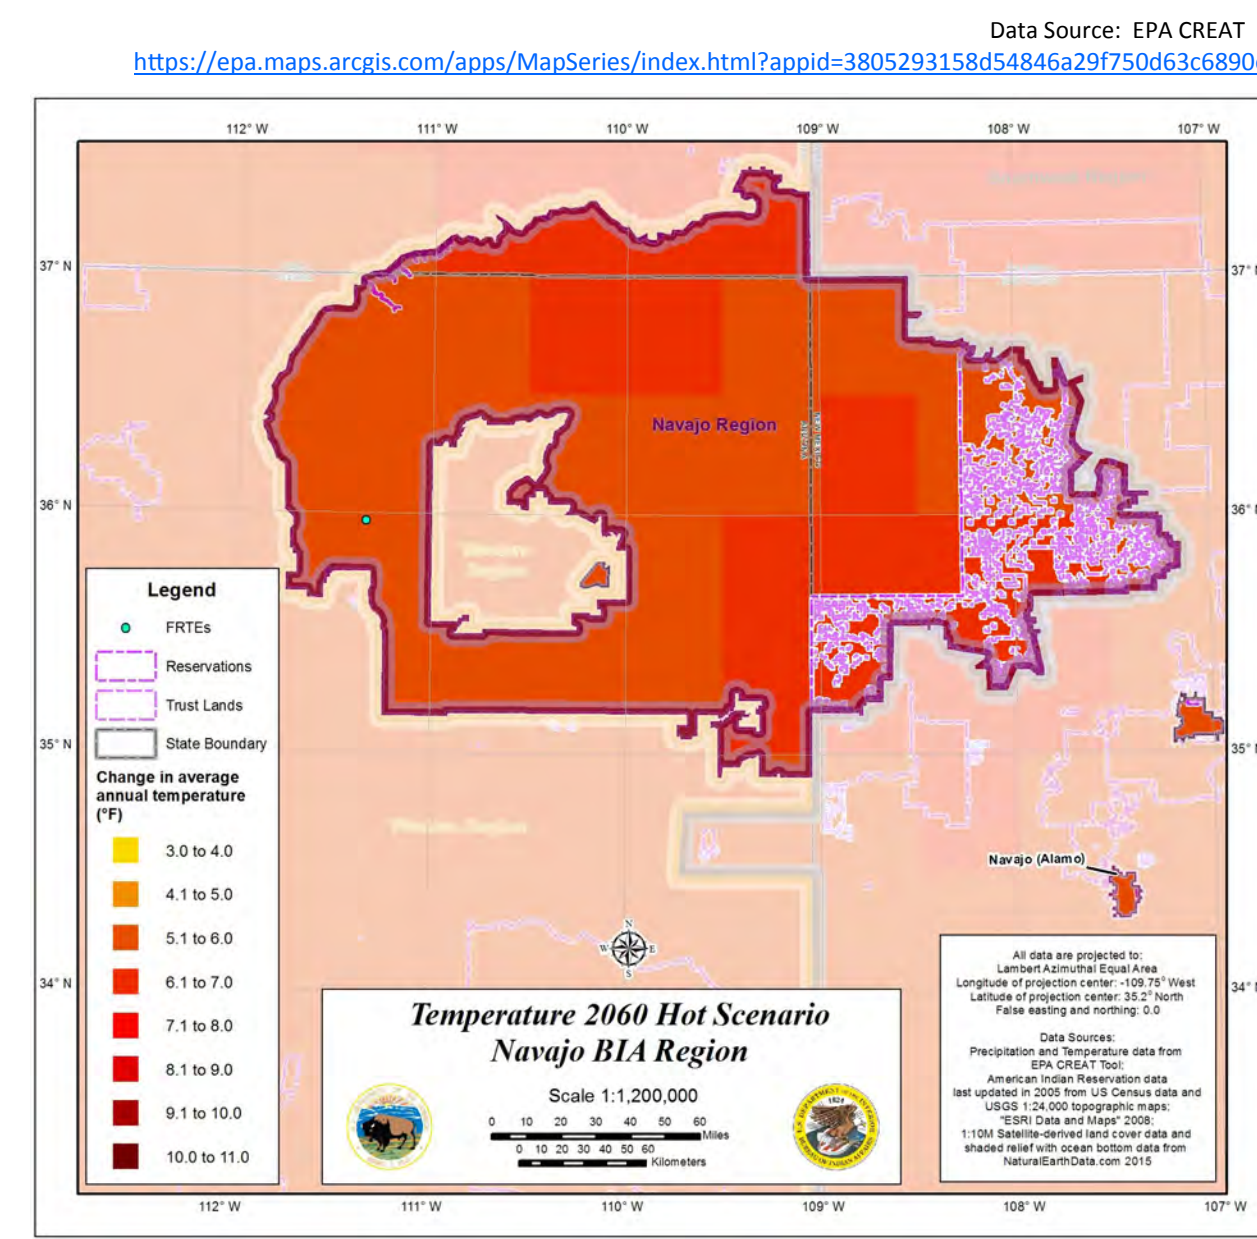 Data Source: EPA CREAT
https://epa.maps.arcgis.com/apps/MapSeries/index.html?appid=3805293158d54846a29f750d63c6890
112° W
111° W
110° W
109° W
108° W
107° W
37° N
37° N
Navajo Region
36° N
36°
Legend
FRTEs
Reservations
Trust Lands
State Boundary
Change in average
annual temperature
(°F)
3.0 to 4.0
4.1 to 5.0
5.1 to 6.0
6.1 to 7.0
7.1 to 8.0
8.1 to 9.0
9.1 to 10.0
10.0 to 11.0
35° N
35°
Western Region
Navajo (Alamo)
N
W
E
S
34° N
34°
Temperature 2060 Hot Scenario
Navajo BIA Region
Scale 1:1,200,000
0 10 20 30 40 50 60
Miles
0 10 20 30 40 50 60
Kilometers
All data are projected to:
Lambert Azimuthal Equal Area
Longitude of projection center: -109.75° West
Latitude of projection center: 35.2° North
False easting and northing: 0.0
Data Sources:
Precipitation and Temperature data from
EPA CREAT Tool;
American Indian Reservation data
last updated in 2005 from US Census data and
USGS 1:24,000 topographic maps;
"ESRI Data and Maps" 2008;
1:10M Satellite-derived land cover data and
shaded relief with ocean bottom data from
NaturalEarthData.com 2015
112° W
111° W
110° W
109° W
108° W
107° W